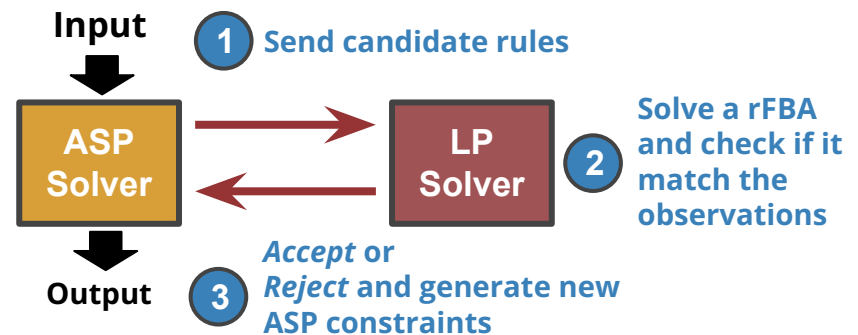 Input
1 Send candidate rules
ASP
Solver
LP
Solver
2
Solve a rFBA
and check if it
match the
observations
Output
3
Accept or
Reject and generate new
ASP constraints